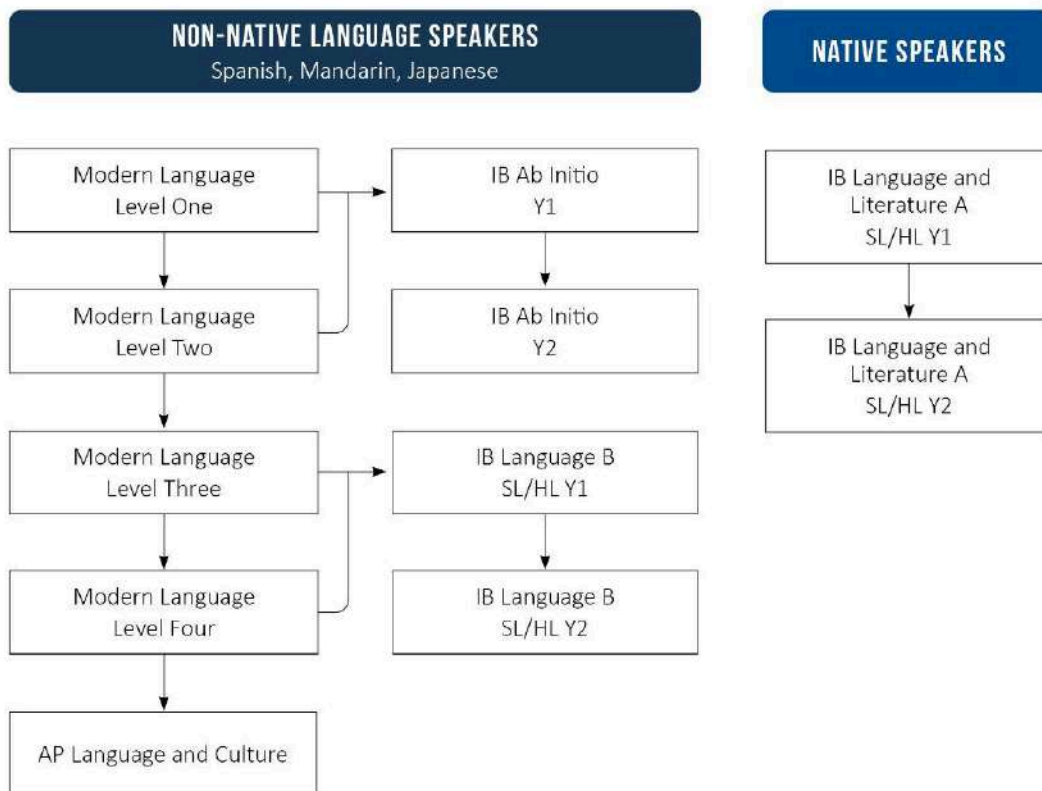 NON-NATIVE LANGUAGE SPEAKERS
Spanish, Mandarin, Japanese
Modern Language
Level One
IB Ab Initio
Y1
Modern Language
Level Two
IB Ab Initio
Y2
Modern Language
Level Three
IB Language B
SL/HL Y1
Modern Language
Level Four
IB Language B
SL/HL Y2
AP Language and Culture
NATIVE SPEAKERS
IB Language and
Literature A
SL/HL Y1
IB Language and
Literature A
SL/HL Y2